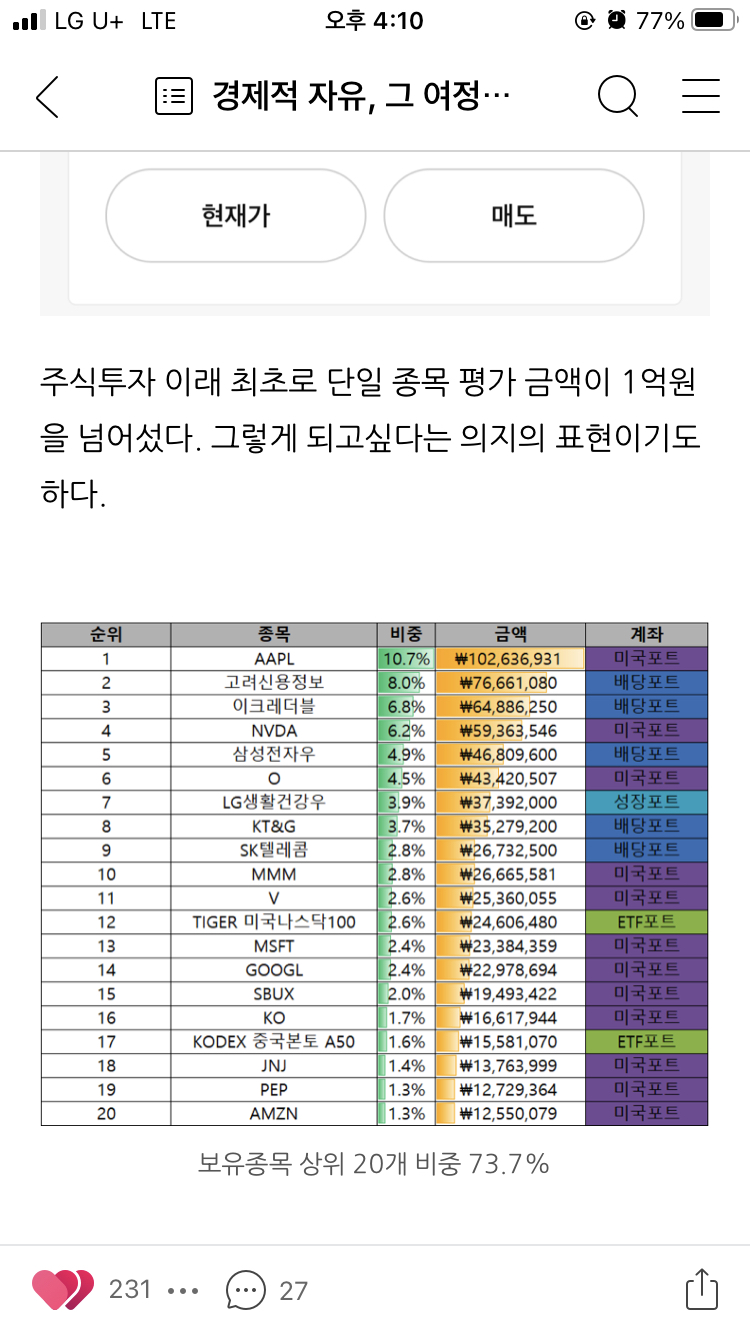 LG U+ LTE 오후 4:10 77%
경제적 자유, 그 여정…
현재가 매도
주식투자 이래 최초로 단일 종목 평가 금액이 1억원
을 넘어섰다. 그렇게 되고싶다는 의지의 표현이기도
하다.
순위 종목 비중 금액 계좌
1 AAPL 10.7% ₩102,636,931 미국포트
2 고려신용정보 8.0% ₩76,661,080 배당포트
3 이크레더블 6.8% ₩64,886,250 배당포트
4 NVDA 6.2% ₩59,363,546 미국포트
5 삼성전자우 4.9% ₩46,809,600 배당포트
6 O 4.5% ₩43,420,507 미국포트
7 LG생활건강우 3.9% ₩37,392,000 성장포트
8 KT&G 3.7% ₩35,279,200 배당포트
9 SK텔레콤 2.8% ₩26,732,500 배당포트
10 MMM 2.8% ₩26,665,581 미국포트
11 V 2.6% ₩25,360,055 미국포트
12 TIGER 미국나스닥100 2.6% ₩24,606,480 ETF포트
13 MSFT 2.4% ₩23,384,359 미국포트
14 GOOGL 2.4% ₩22,978,694 미국포트
15 SBUX 2.0% ₩19,493,422 미국포트
16 KO 1.7% ₩16,617,944 미국포트
17 KODEX 중국본토 A50 1.6% ₩15,581,070 ETF포트
18 JNJ 1.4% ₩13,763,999 미국포트
19 PEP 1.3% ₩12,729,364 미국포트
20 AMZN 1.3% ₩12,550,079 미국포트
보유종목 상위 20개 비중 73.7%
231 27